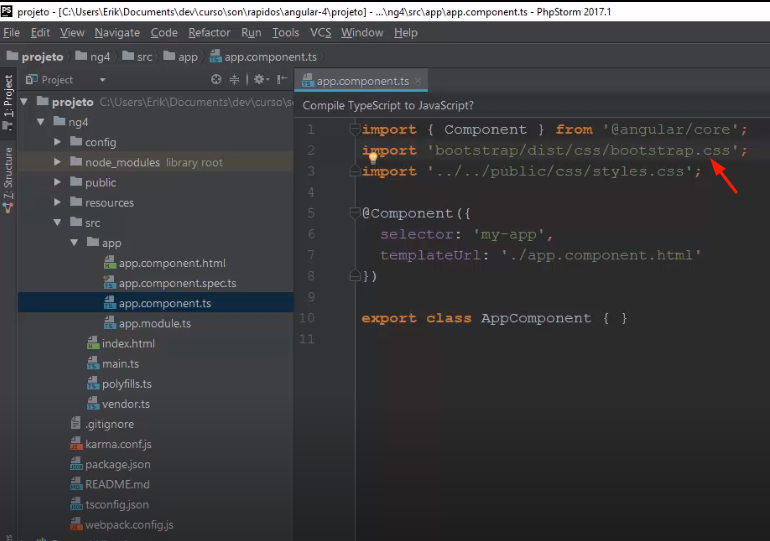 projeto - [C:\Users\Erik\Documents\dev\curso\son\rapidos\angular-4\projeto] - ...\ng4\src\app\app.component.ts - PhpStorm 2017.1
File Edit View Navigate Code Refactor Run Tools VCS Window Help
projeto ng4 src app app.component.ts
1: Project
Z: Structure
Project
projeto C:\Users\Erik\Documents\dev\curso\so
ng4
config
node_modules library root
public
resources
src
app
app.component.html
app.component.spec.ts
app.component.ts
app.module.ts
index.html
main.ts
polyfills.ts
vendor.ts
.gitignore
karma.conf.js
package.json
README.md
tsconfig.json
webpack.config.js
app.component.ts
Compile TypeScript to JavaScript?
1 import { Component } from '@angular/core';
2 import 'bootstrap/dist/css/bootstrap.css';
3 import '../../public/css/styles.css';
4
5 @Component({
6 selector: 'my-app',
7 templateUrl: './app.component.html'
8 })
9
10 export class AppComponent { }
11